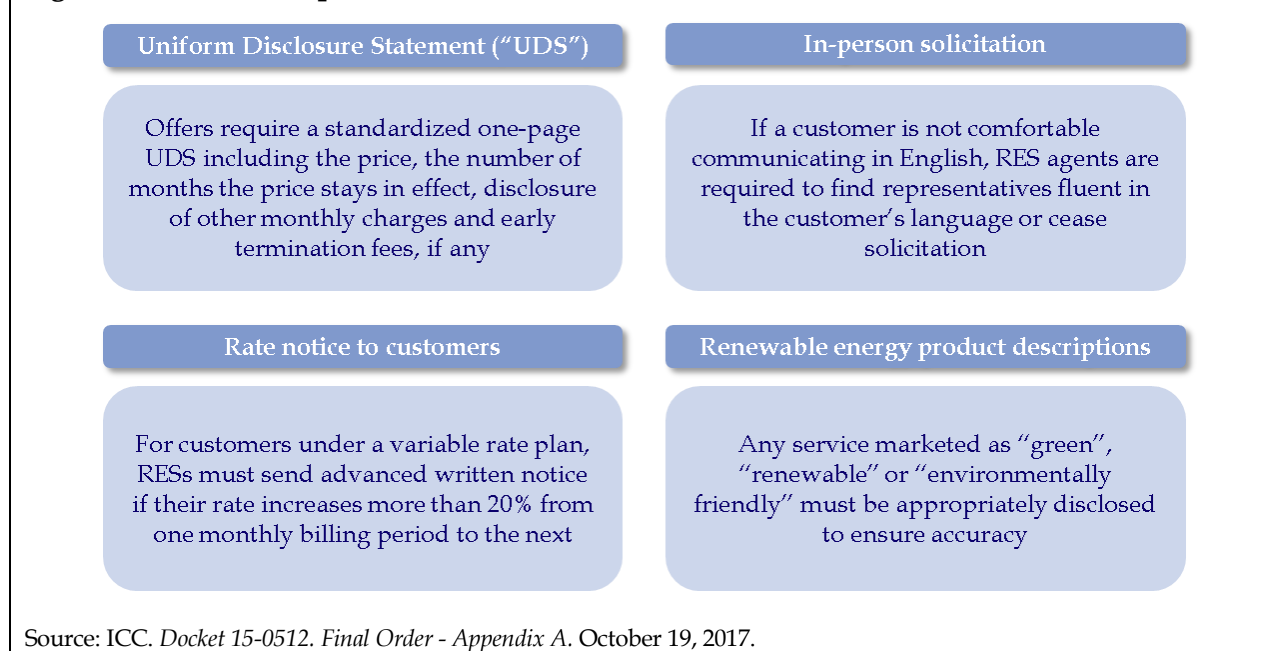 Uniform Disclosure Statement (“UDS”)
Offers require a standardized one-page
UDS including the price, the number of
months the price stays in effect, disclosure
of other monthly charges and early
termination fees, if any
In-person solicitation
If a customer is not comfortable
communicating in English, RES agents are
required to find representatives fluent in
the customer’s language or cease
solicitation
Rate notice to customers
For customers under a variable rate plan,
RESs must send advanced written notice
if their rate increases more than 20% from
one monthly billing period to the next
Renewable energy product descriptions
Any service marketed as “green”,
“renewable” or “environmentally
friendly” must be appropriately disclosed
to ensure accuracy
Source: ICC. Docket 15-0512. Final Order - Appendix A. October 19, 2017.